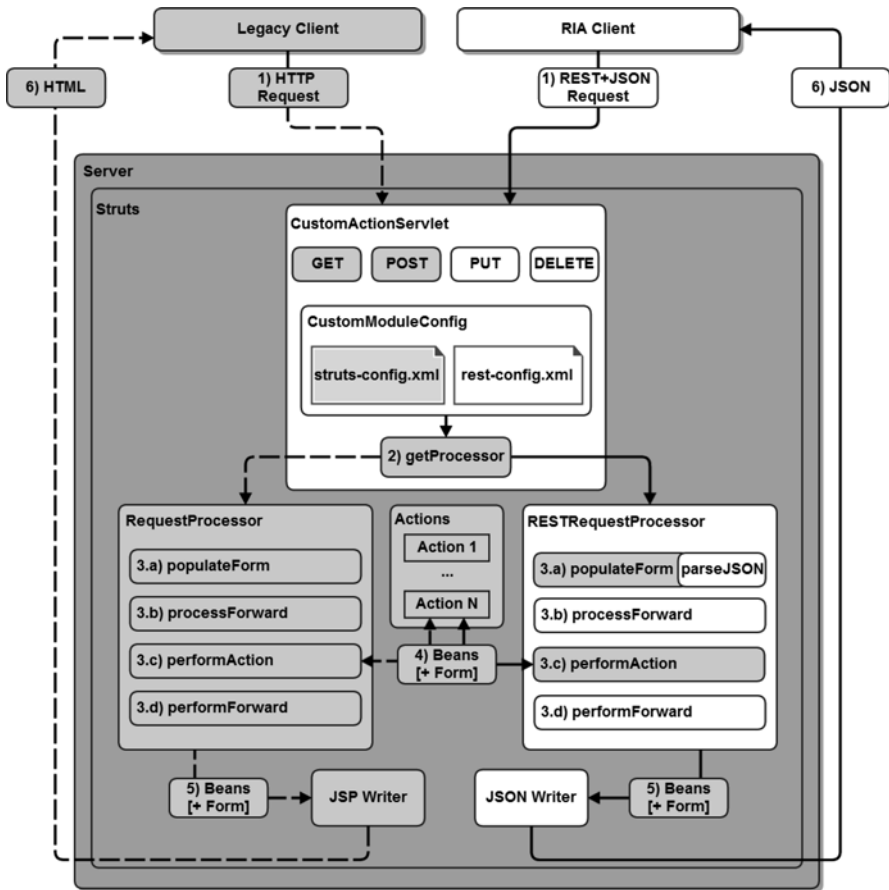 Legacy Client
RIA Client
6) HTML
1) HTTP
Request
1) REST+JSON
Request
6) JSON
Server
Struts
CustomActionServlet
GET
POST
PUT
DELETE
CustomModuleConfig
struts-config.xml
rest-config.xml
2) getProcessor
RequestProcessor
3.a) populateForm
3.b) processForward
3.c) performAction
3.d) performForward
Actions
Action 1
...
Action N
4) Beans
[+ Form]
RESTRequestProcessor
3.a) populateForm
parseJSON
3.b) processForward
3.c) performAction
3.d) performForward
5) Beans
[+ Form]
JSP Writer
JSON Writer
5) Beans
[+ Form]